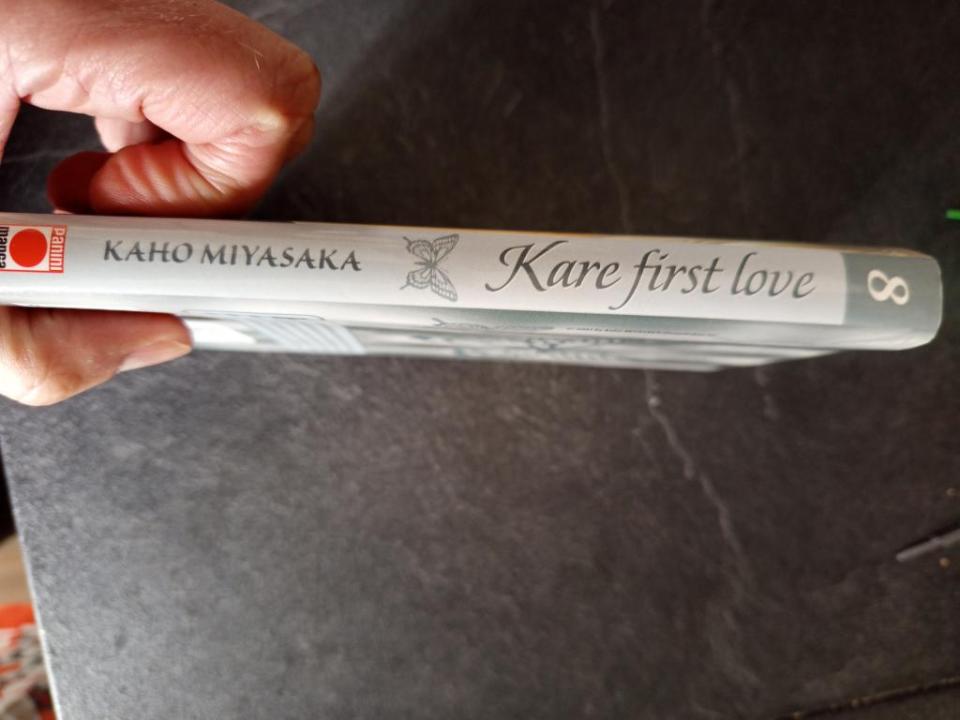 panini
manga
KAHO MIYASAKA
Kare first love
8